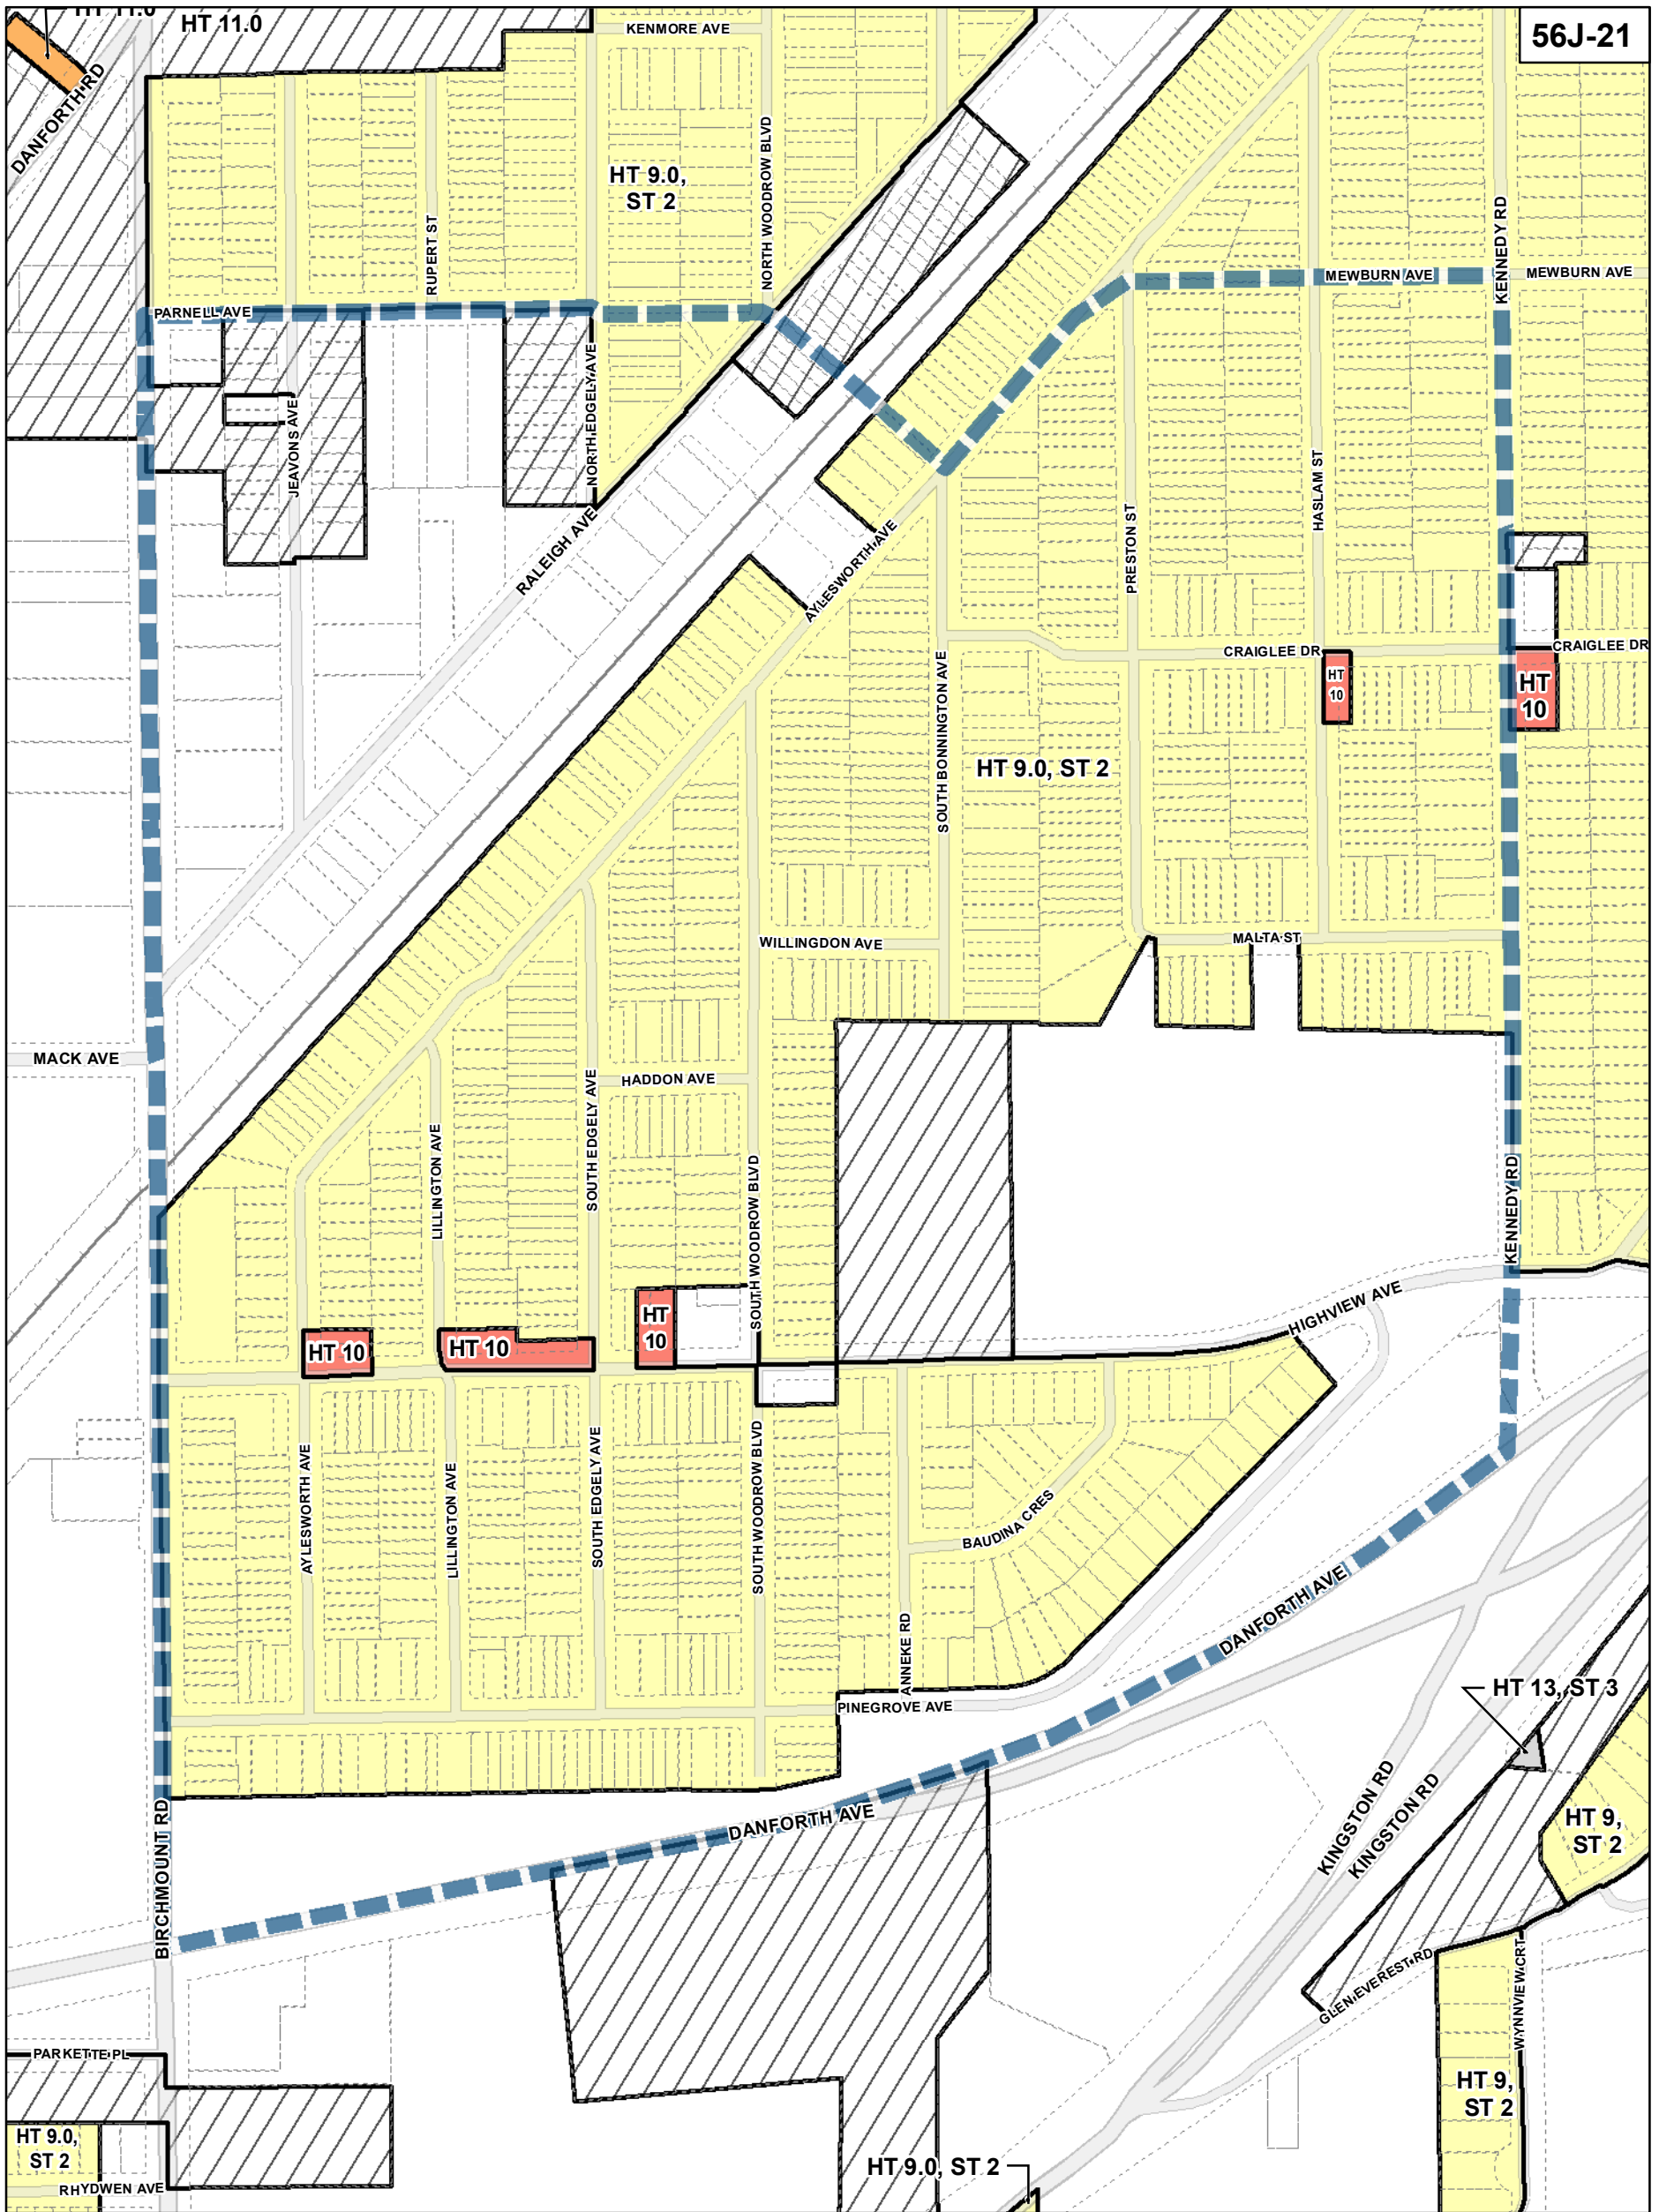 HT 11.0
HT 11.0
KENMORE AVE
56J-21
DANFORTH RD
HT 9.0,
ST 2
NORTH WOODROW BLVD
RUPERT ST
KENNEDY RD
MEWBURN AVE
MEWBURN AVE
PARNELL AVE
NORTH EDGELY AVE
JEAVONS AVE
RALEIGH AVE
AYLESWORTH AVE
PRESTON ST
HASLAM ST
CRAIGLEE DR
CRAIGLEE DR
HT
10
HT
10
SOUTH BONNINGTON AVE
HT 9.0, ST 2
WILLINGDON AVE
MALTA ST
MACK AVE
HADDON AVE
SOUTH EDGELY AVE
LILLINGTON AVE
SOUTH WOODROW BLVD
KENNEDY RD
HIGHVIEW AVE
HT 10
HT 10
HT
10
AYLESWORTH AVE
LILLINGTON AVE
SOUTH EDGELY AVE
SOUTH WOODROW BLVD
BAUDINA CRES
ANNEKE RD
DANFORTH AVE
PINEGROVE AVE
HT 13, ST 3
BIRCHMOUNT RD
DANFORTH AVE
KINGSTON RD
KINGSTON RD
HT 9,
ST 2
GLEN EVEREST RD
WYNNVIEW CRT
PARKETTE PL
HT 9,
ST 2
HT 9.0,
ST 2
HT 9.0, ST 2
RHYDWEN AVE